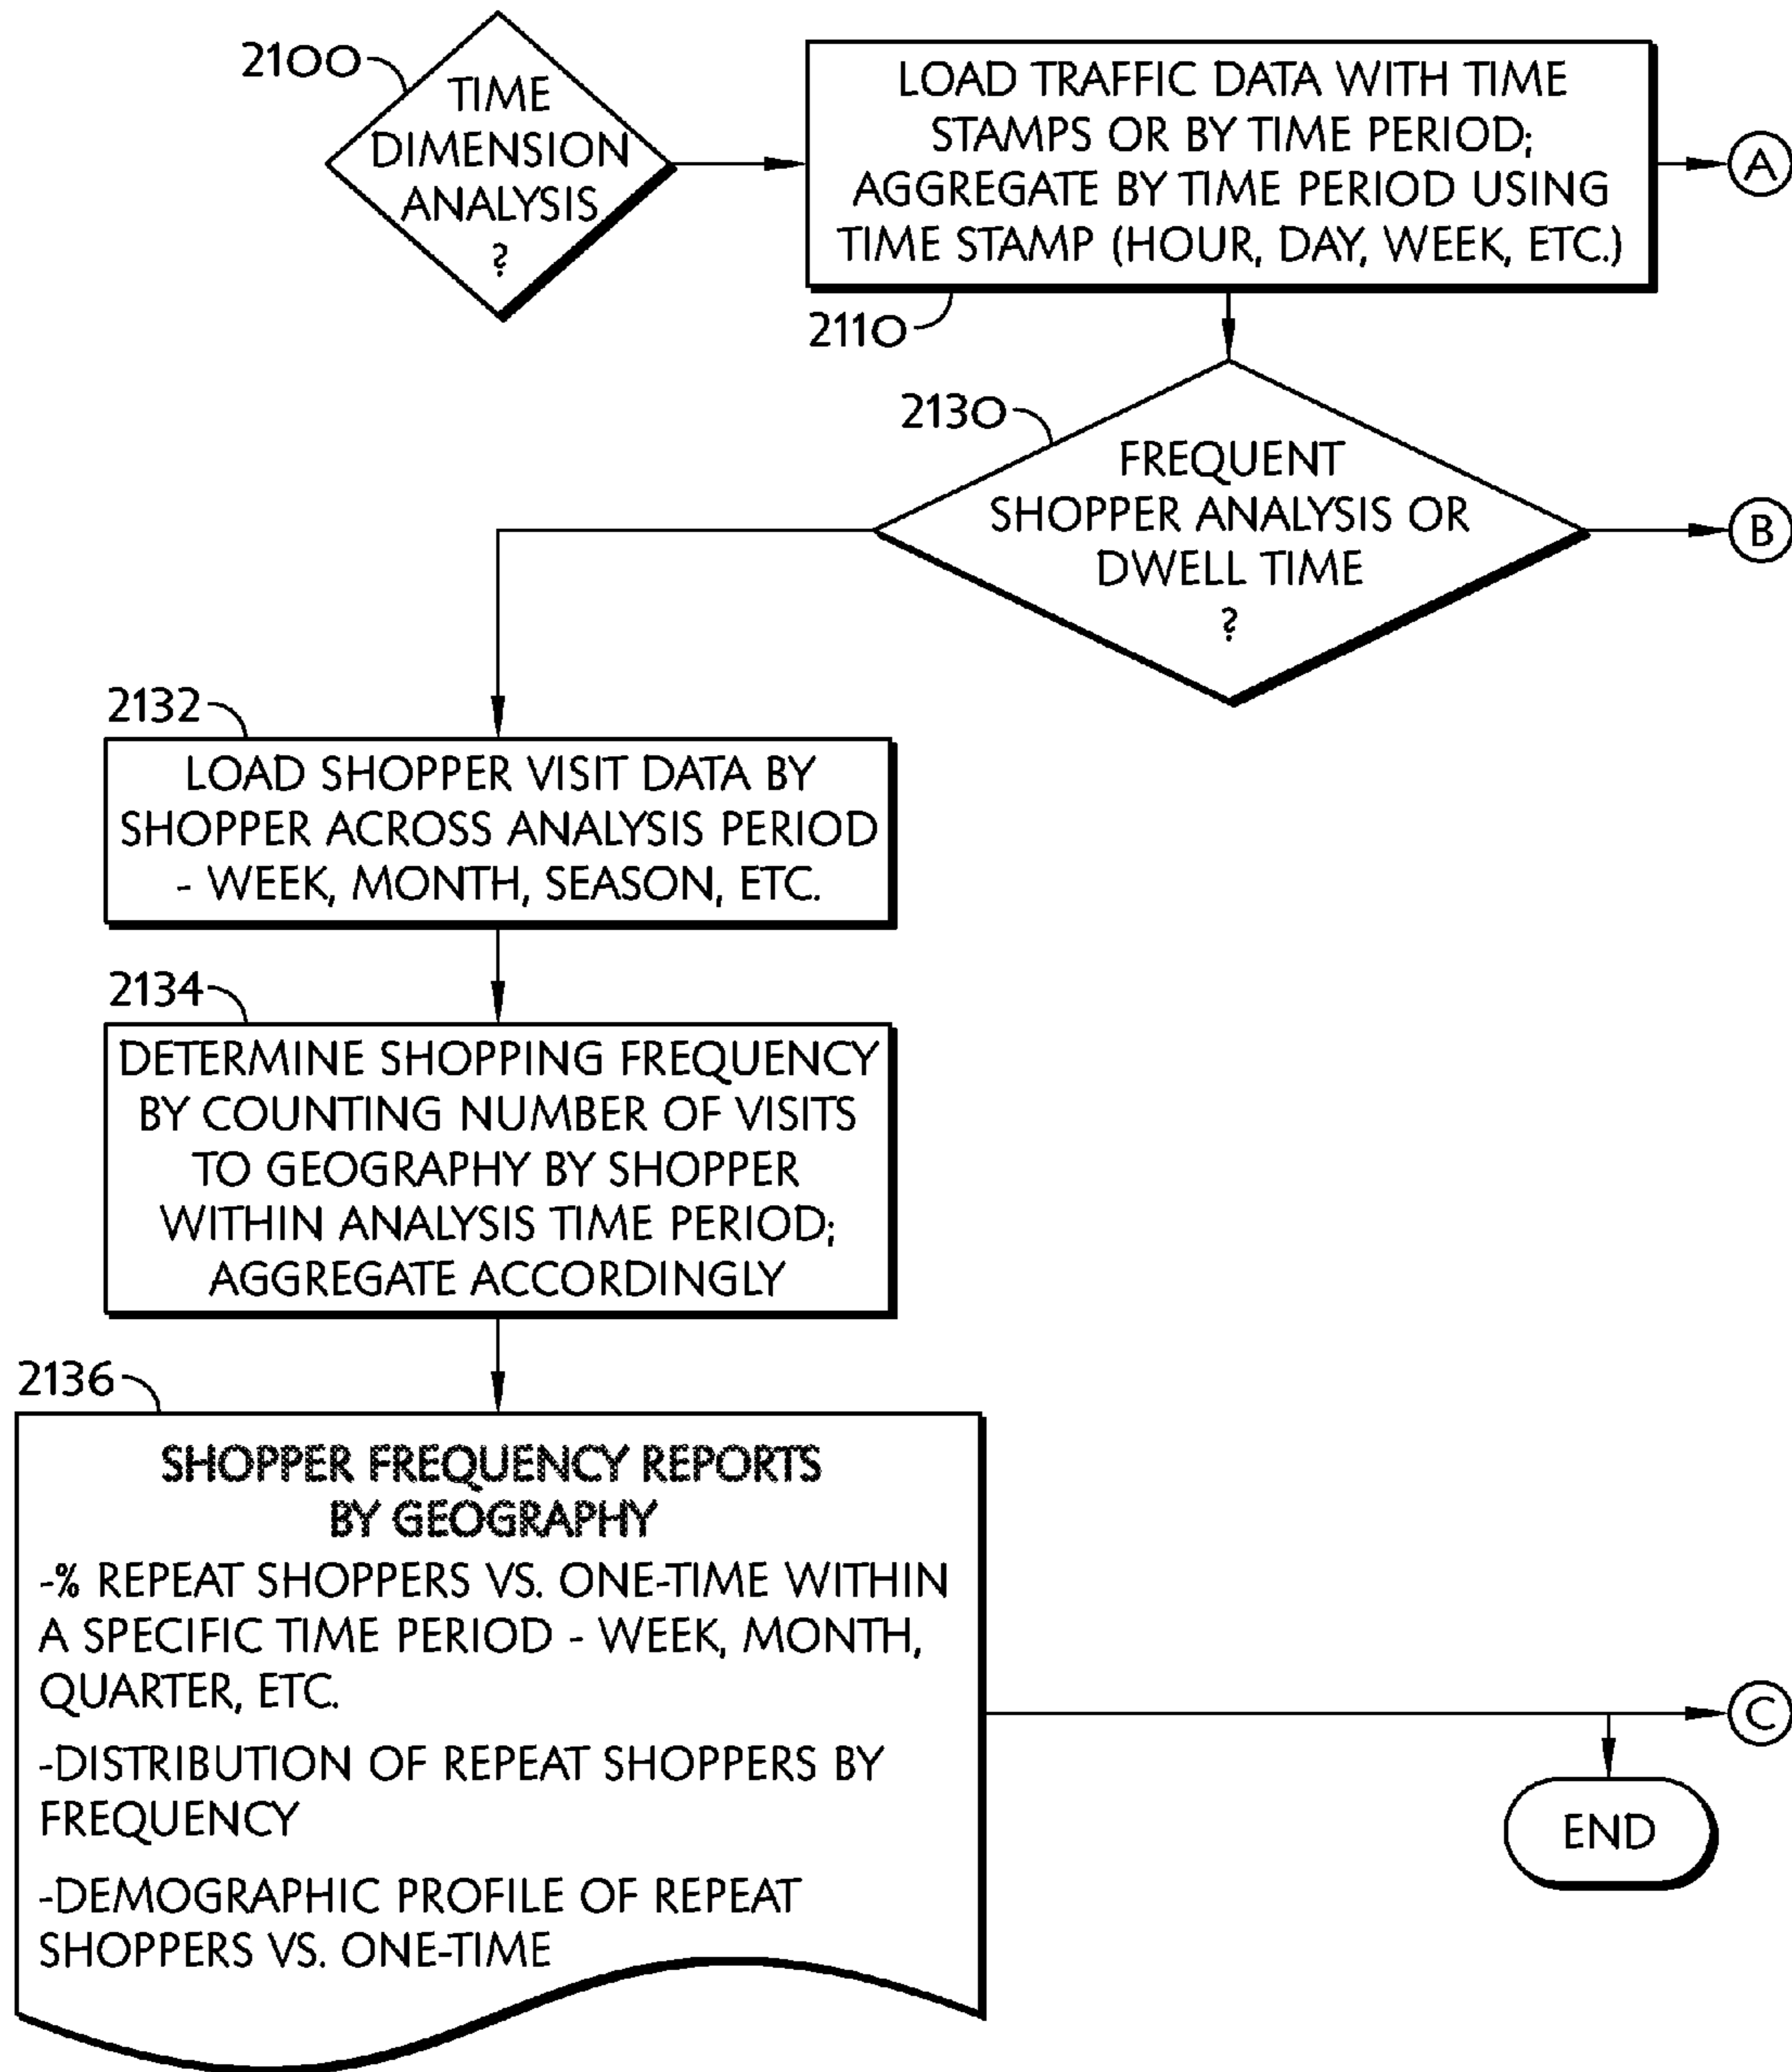 2100
TIME
DIMENSION
ANALYSIS
?
LOAD TRAFFIC DATA WITH TIME
STAMPS OR BY TIME PERIOD;
AGGREGATE BY TIME PERIOD USING
TIME STAMP (HOUR, DAY, WEEK, ETC.)
A
2110
2130
FREQUENT
SHOPPER ANALYSIS OR
DWELL TIME
?
B
2132
LOAD SHOPPER VISIT DATA BY
SHOPPER ACROSS ANALYSIS PERIOD
- WEEK, MONTH, SEASON, ETC.
2134
DETERMINE SHOPPING FREQUENCY
BY COUNTING NUMBER OF VISITS
TO GEOGRAPHY BY SHOPPER
WITHIN ANALYSIS TIME PERIOD;
AGGREGATE ACCORDINGLY
2136
SHOPPER FREQUENCY REPORTS
BY GEOGRAPHY
-% REPEAT SHOPPERS VS. ONE-TIME WITHIN
A SPECIFIC TIME PERIOD - WEEK, MONTH,
QUARTER, ETC.
-DISTRIBUTION OF REPEAT SHOPPERS BY
FREQUENCY
-DEMOGRAPHIC PROFILE OF REPEAT
SHOPPERS VS. ONE-TIME
C
END